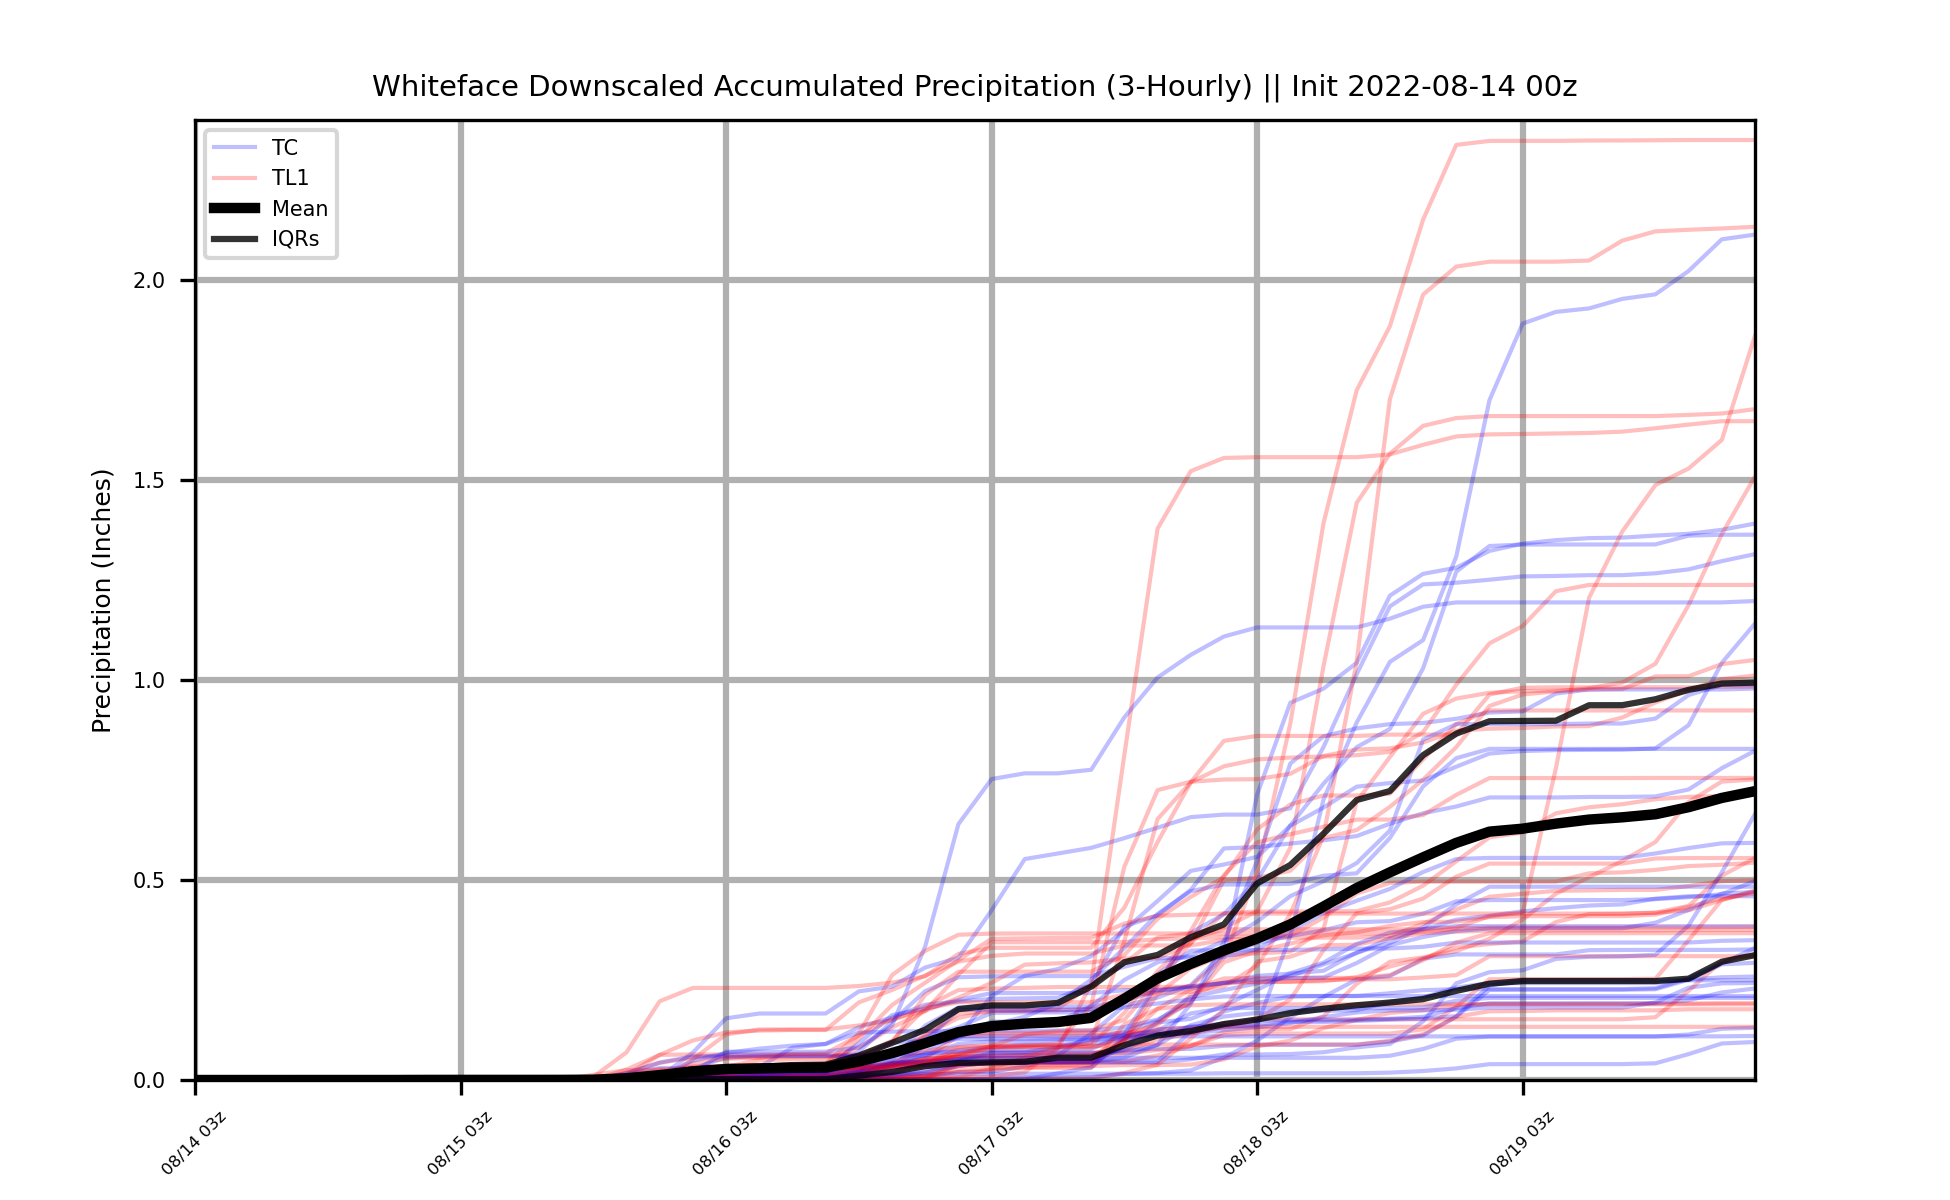 Whiteface Downscaled Accumulated Precipitation (3-Hourly) || Init 2022-08-14 00z
TC
TL1
Mean
IQRs
Precipitation (Inches)
2.0
1.5
1.0
0.5
0.0
08/14 03z
08/15 03z
08/16 03z
08/17 03z
08/18 03z
08/19 03z